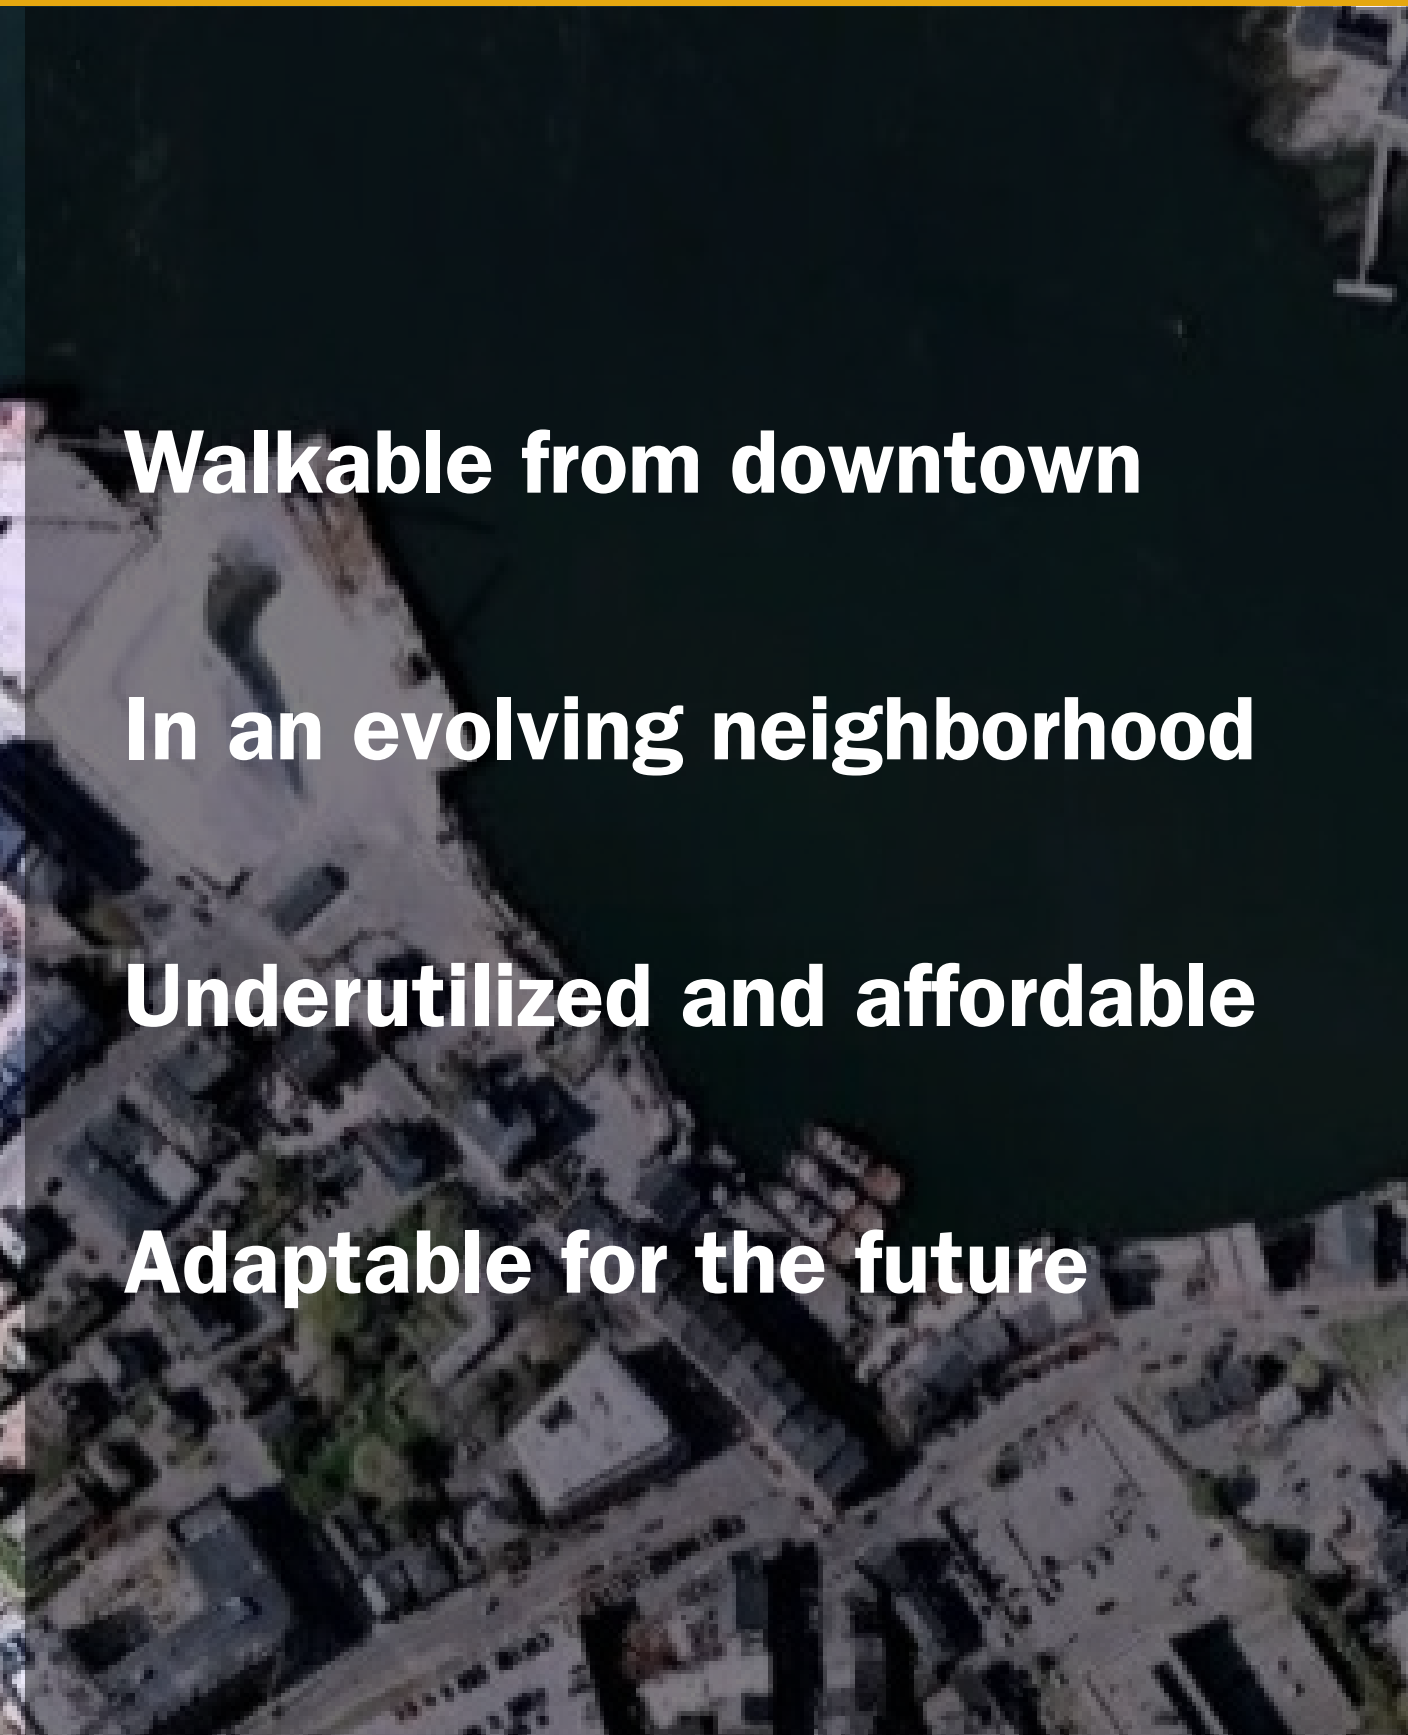 Walkable from downtown
In an evolving neighborhood
Underutilized and affordable
Adaptable for the future